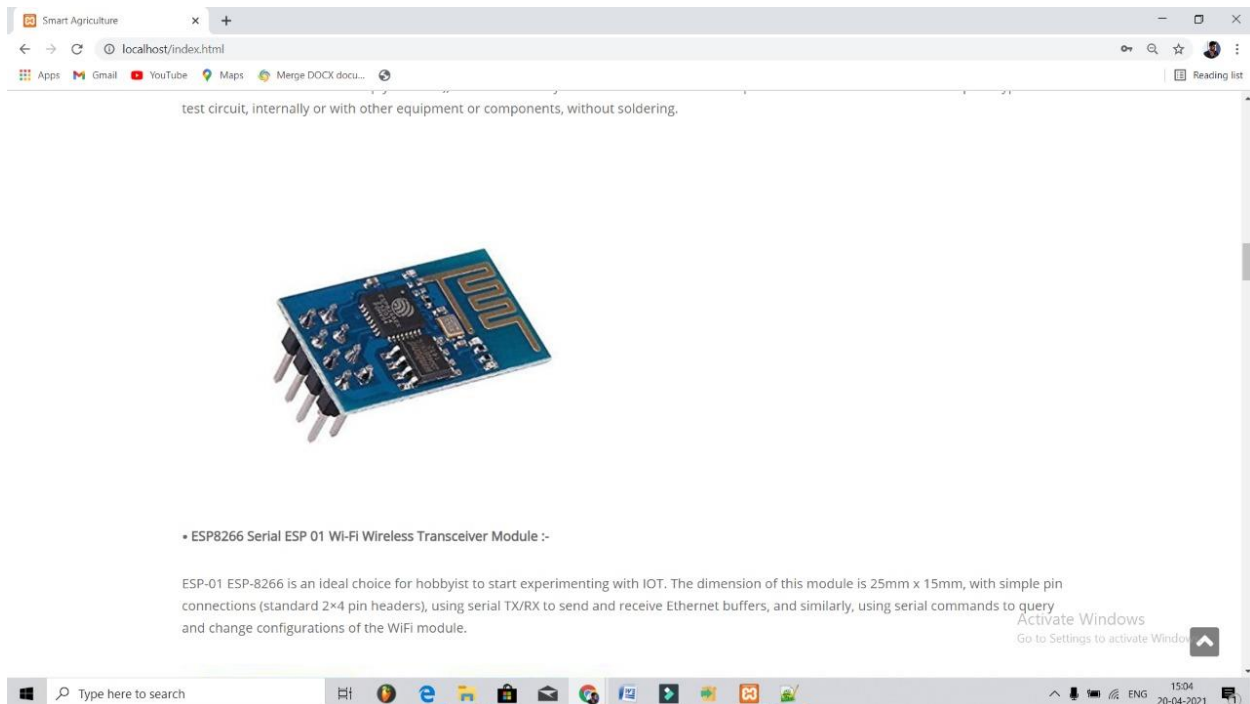 Smart Agriculture
localhost/index.html
Apps Gmail YouTube Maps Merge DOCX docu... Reading list
test circuit, internally or with other equipment or components, without soldering.
• ESP8266 Serial ESP 01 Wi-Fi Wireless Transceiver Module :-
ESP-01 ESP-8266 is an ideal choice for hobbyist to start experimenting with IOT. The dimension of this module is 25mm x 15mm, with simple pin
connections (standard 2×4 pin headers), using serial TX/RX to send and receive Ethernet buffers, and similarly, using serial commands to query
and change configurations of the WiFi module.
Activate Windows
Go to Settings to activate Window
Type here to search
ENG
15:04
20-04-2021
1